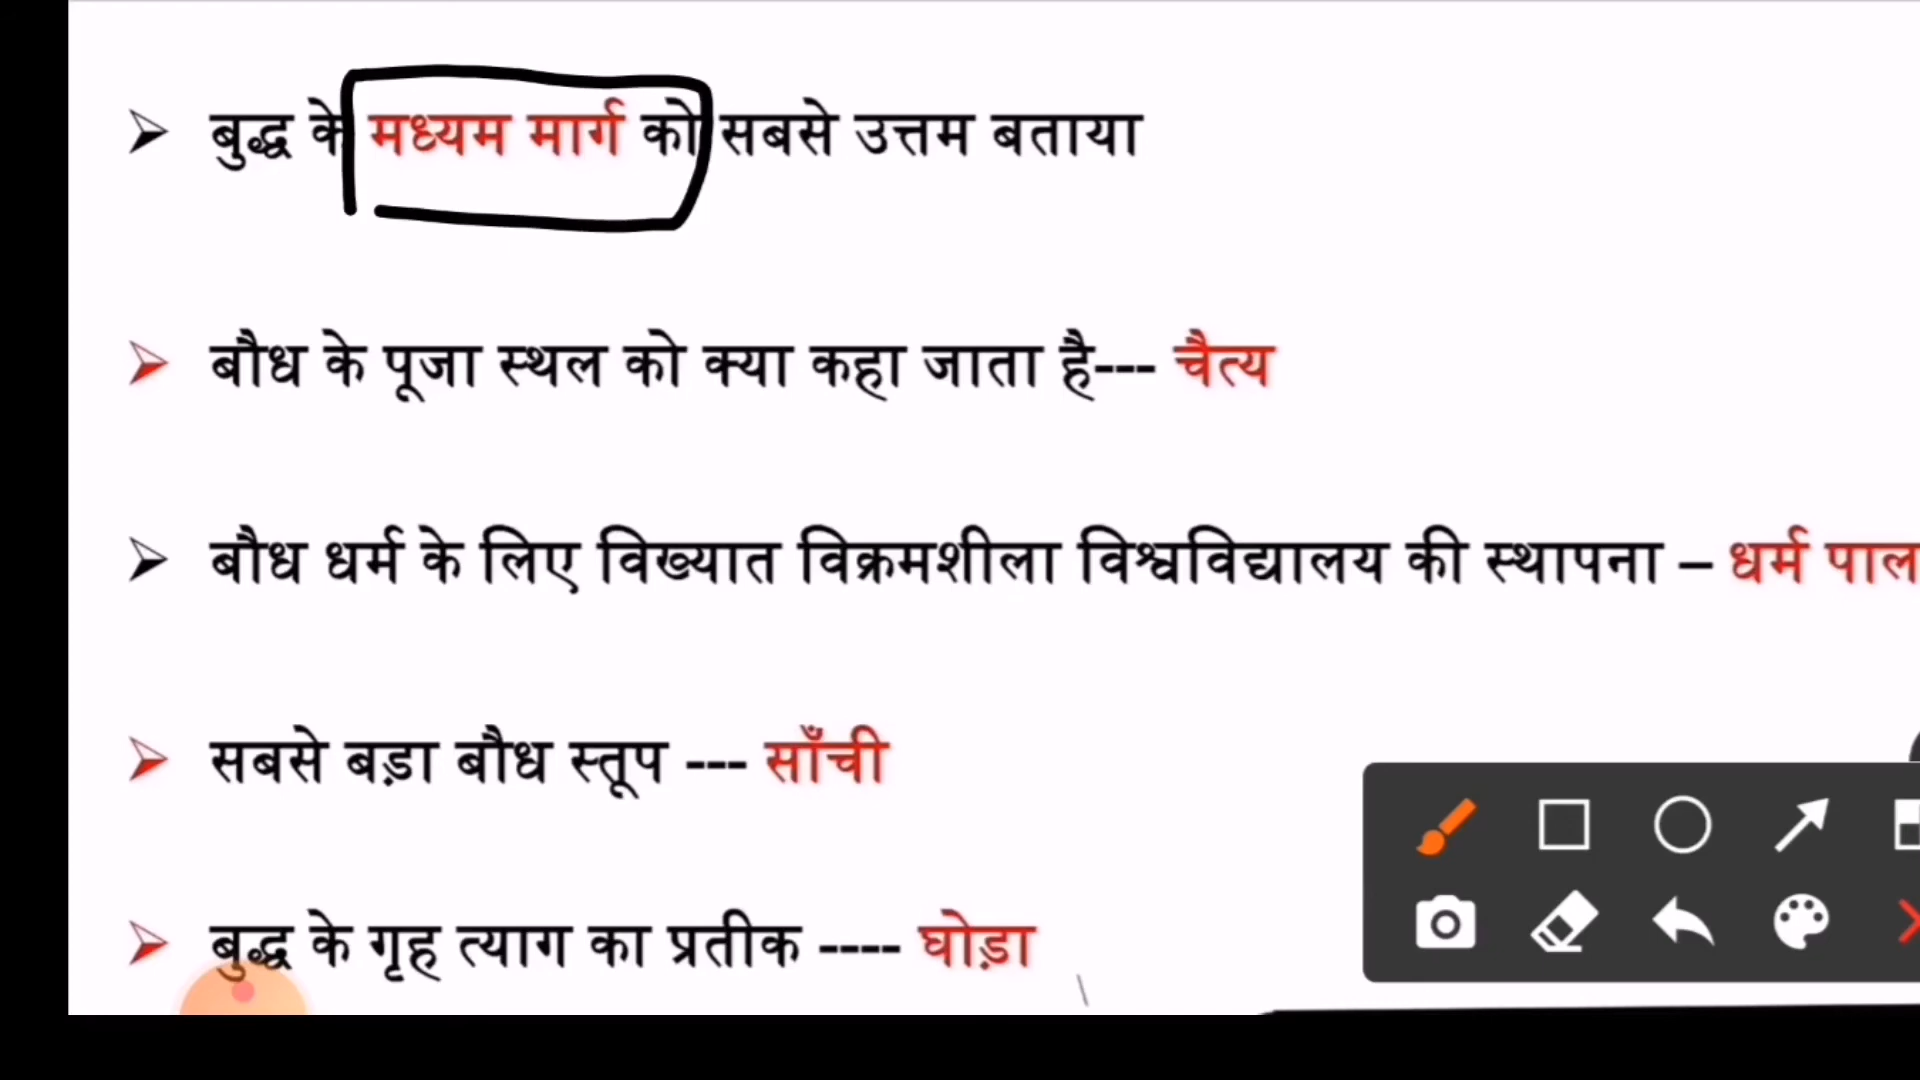 बुद्ध के मध्यम मार्ग को सबसे उत्तम बताया
बौध के पूजा स्थल को क्या कहा जाता है--- चैत्य
बौध धर्म के लिए विख्यात विक्रमशीला विश्वविद्यालय की स्थापना – धर्म पाल
सबसे बड़ा बौध स्तूप --- साँची
बुद्ध के गृह त्याग का प्रतीक ---- घोड़ा